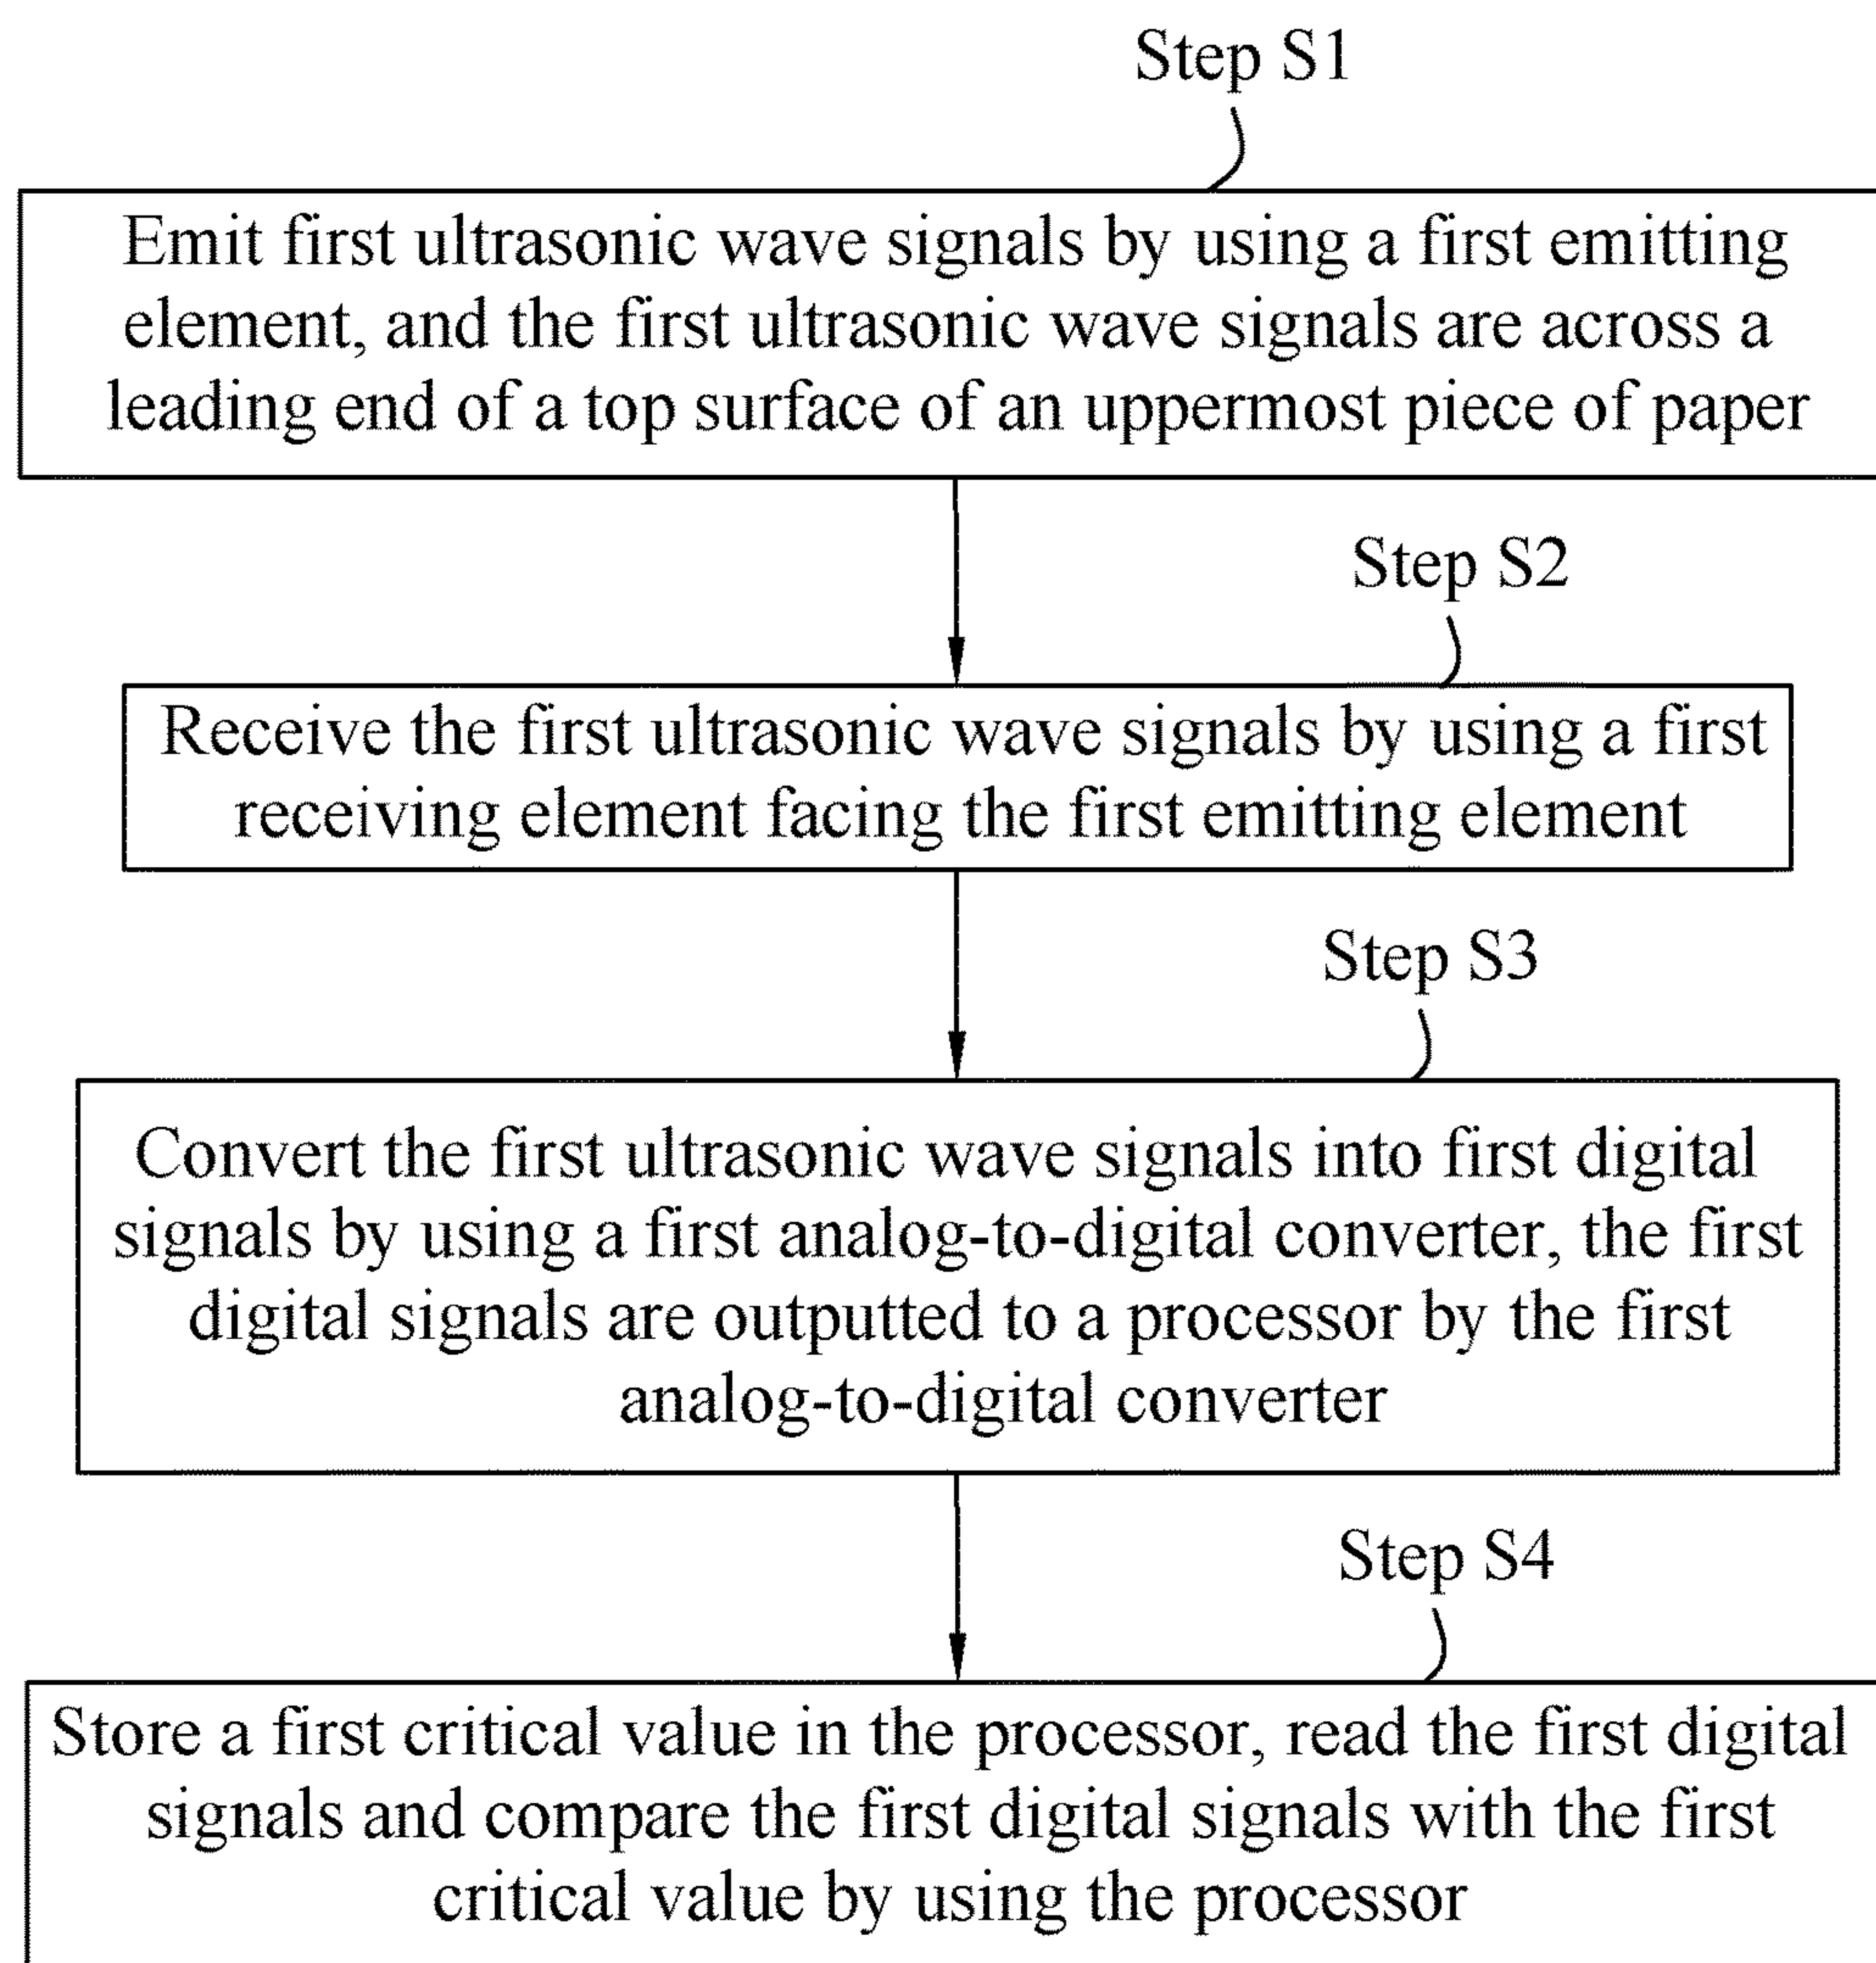 Step S1
Emit first ultrasonic wave signals by using a first emitting
element, and the first ultrasonic wave signals are across a
leading end of a top surface of an uppermost piece of paper
Step S2
Receive the first ultrasonic wave signals by using a first
receiving element facing the first emitting element
Step S3
Convert the first ultrasonic wave signals into first digital
signals by using a first analog-to-digital converter, the first
digital signals are outputted to a processor by the first
analog-to-digital converter
Step S4
Store a first critical value in the processor, read the first digital
signals and compare the first digital signals with the first
critical value by using the processor